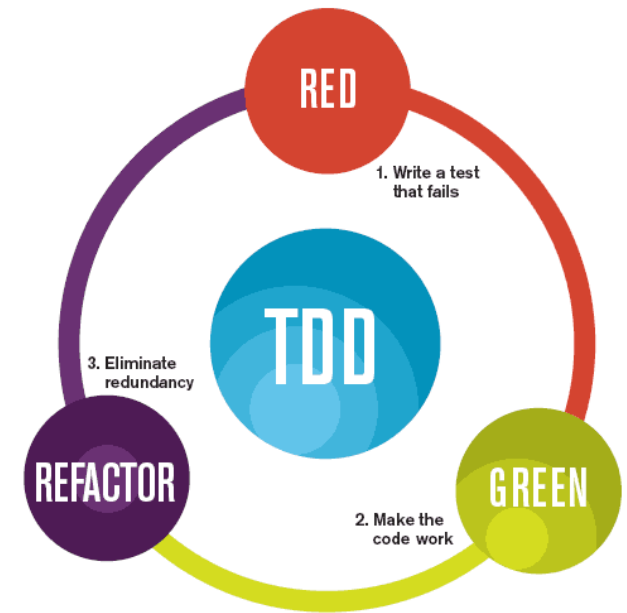 RED
1. Write a test
that fails
TDD
3. Eliminate
redundancy
REFACTOR
GREEN
2. Make the
code work